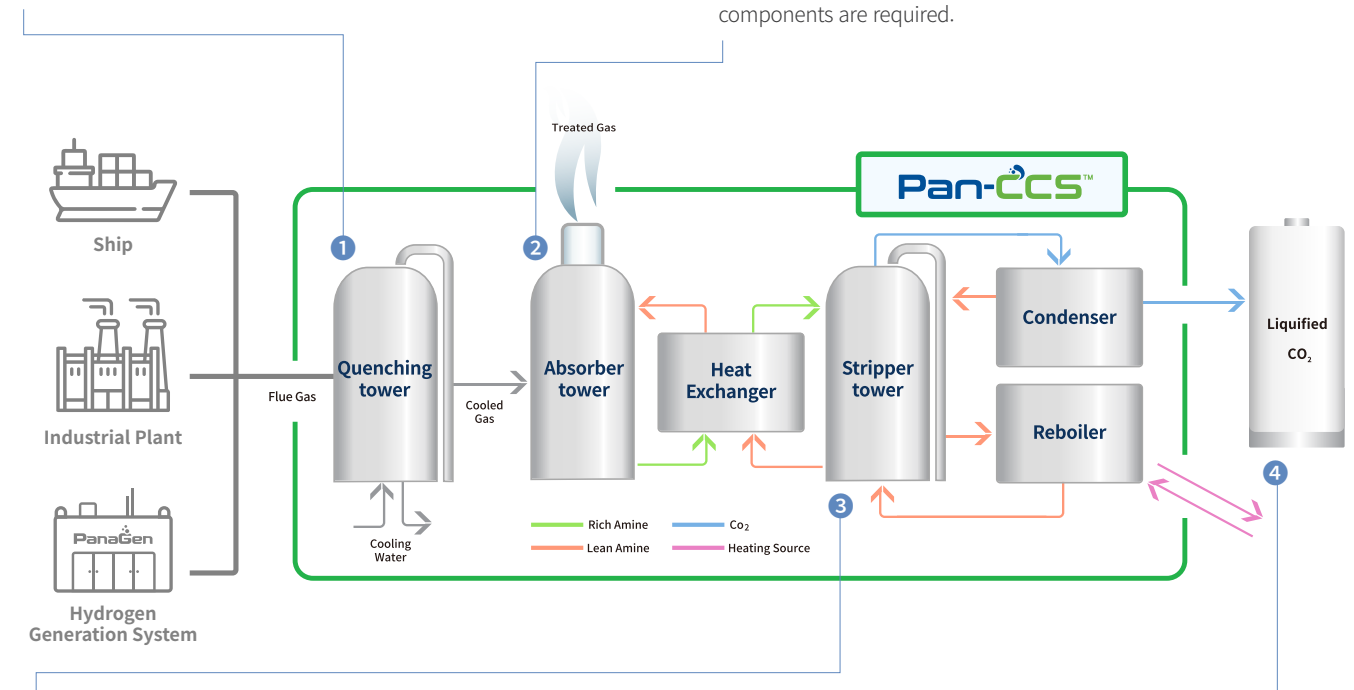 components are required.
Treated Gas
Pan-CCS™
Ship
1
2
Quenching
tower
Absorber
tower
Heat
Exchanger
Stripper
tower
Condenser
Reboiler
Liquified
CO₂
Flue Gas
Cooled
Gas
Industrial Plant
4
3
PanaGen
Cooling
Water
Rich Amine
Co₂
Lean Amine
Heating Source
Hydrogen
Generation System